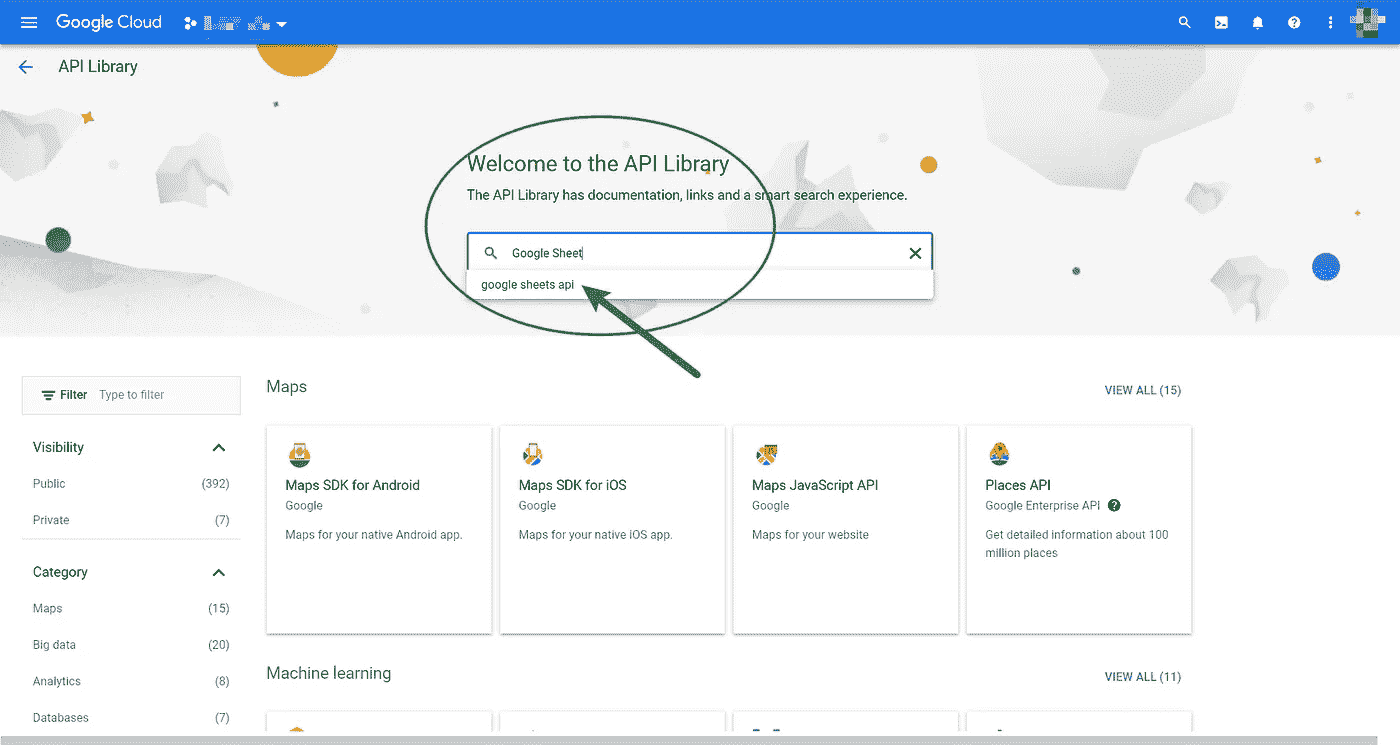 Google Cloud
API Library
Welcome to the API Library
The API Library has documentation, links and a smart search experience.
Google Sheet
google sheets api
Filter Type to filter
Visibility
Public (392)
Private (7)
Category
Maps (15)
Big data (20)
Analytics (8)
Databases (7)
Maps
VIEW ALL (15)
Maps SDK for Android
Google
Maps for your native Android app.
Maps SDK for iOS
Google
Maps for your native iOS app.
Maps JavaScript API
Google
Maps for your website
Places API
Google Enterprise API
Get detailed information about 100
million places
Machine learning
VIEW ALL (11)